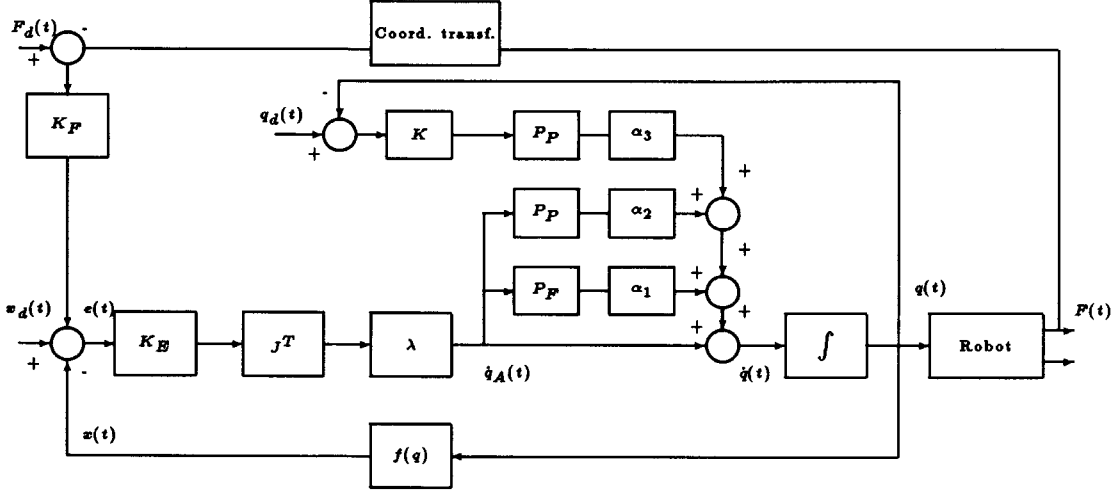 F_d(t)
-
+
Coord. transf.
K_F
-
q_d(t)
+
K
P_P
α_3
+
P_P
α_2
+
+
P_F
α_1
+
+
x_d(t)
e(t)
+
-
K_E
J^T
λ
q̇_A(t)
+
q̇(t)
∫
q(t)
Robot
F(t)
x(t)
f(q)